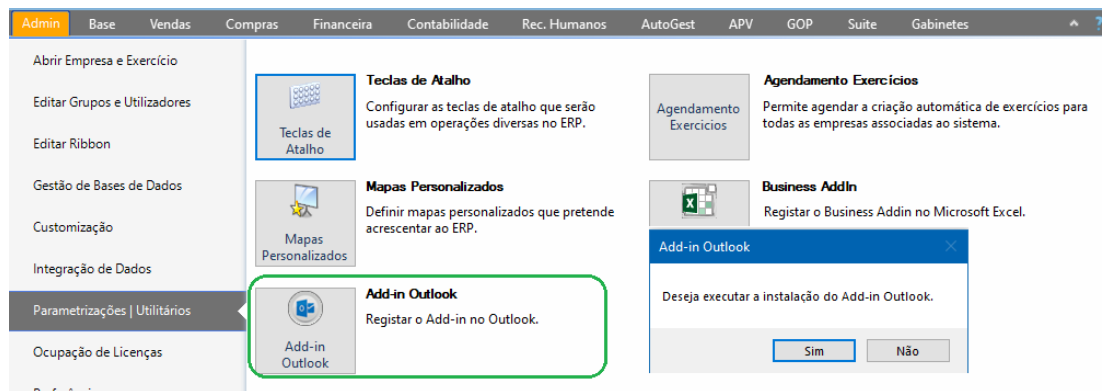 Admin Base Vendas Compras Financeira Contabilidade Rec. Humanos AutoGest APV GOP Suite Gabinetes ?
Abrir Empresa e Exercício
Editar Grupos e Utilizadores
Editar Ribbon
Gestão de Bases de Dados
Customização
Integração de Dados
Parametrizações | Utilitários
Ocupação de Licenças
Teclas de
Atalho
Teclas de Atalho
Configurar as teclas de atalho que serão
usadas em operações diversas no ERP.
Agendamento
Exercicios
Agendamento Exercicios
Permite agendar a criação automática de exercícios para
todas as empresas associadas ao sistema.
Mapas
Personalizados
Mapas Personalizados
Definir mapas personalizados que pretende
acrescentar ao ERP.
Business AddIn
Registar o Business Addin no Microsoft Excel.
Add-in
Outlook
Add-in Outlook
Registar o Add-in no Outlook.
Add-in Outlook
Deseja executar a instalação do Add-in Outlook.
Sim
Não